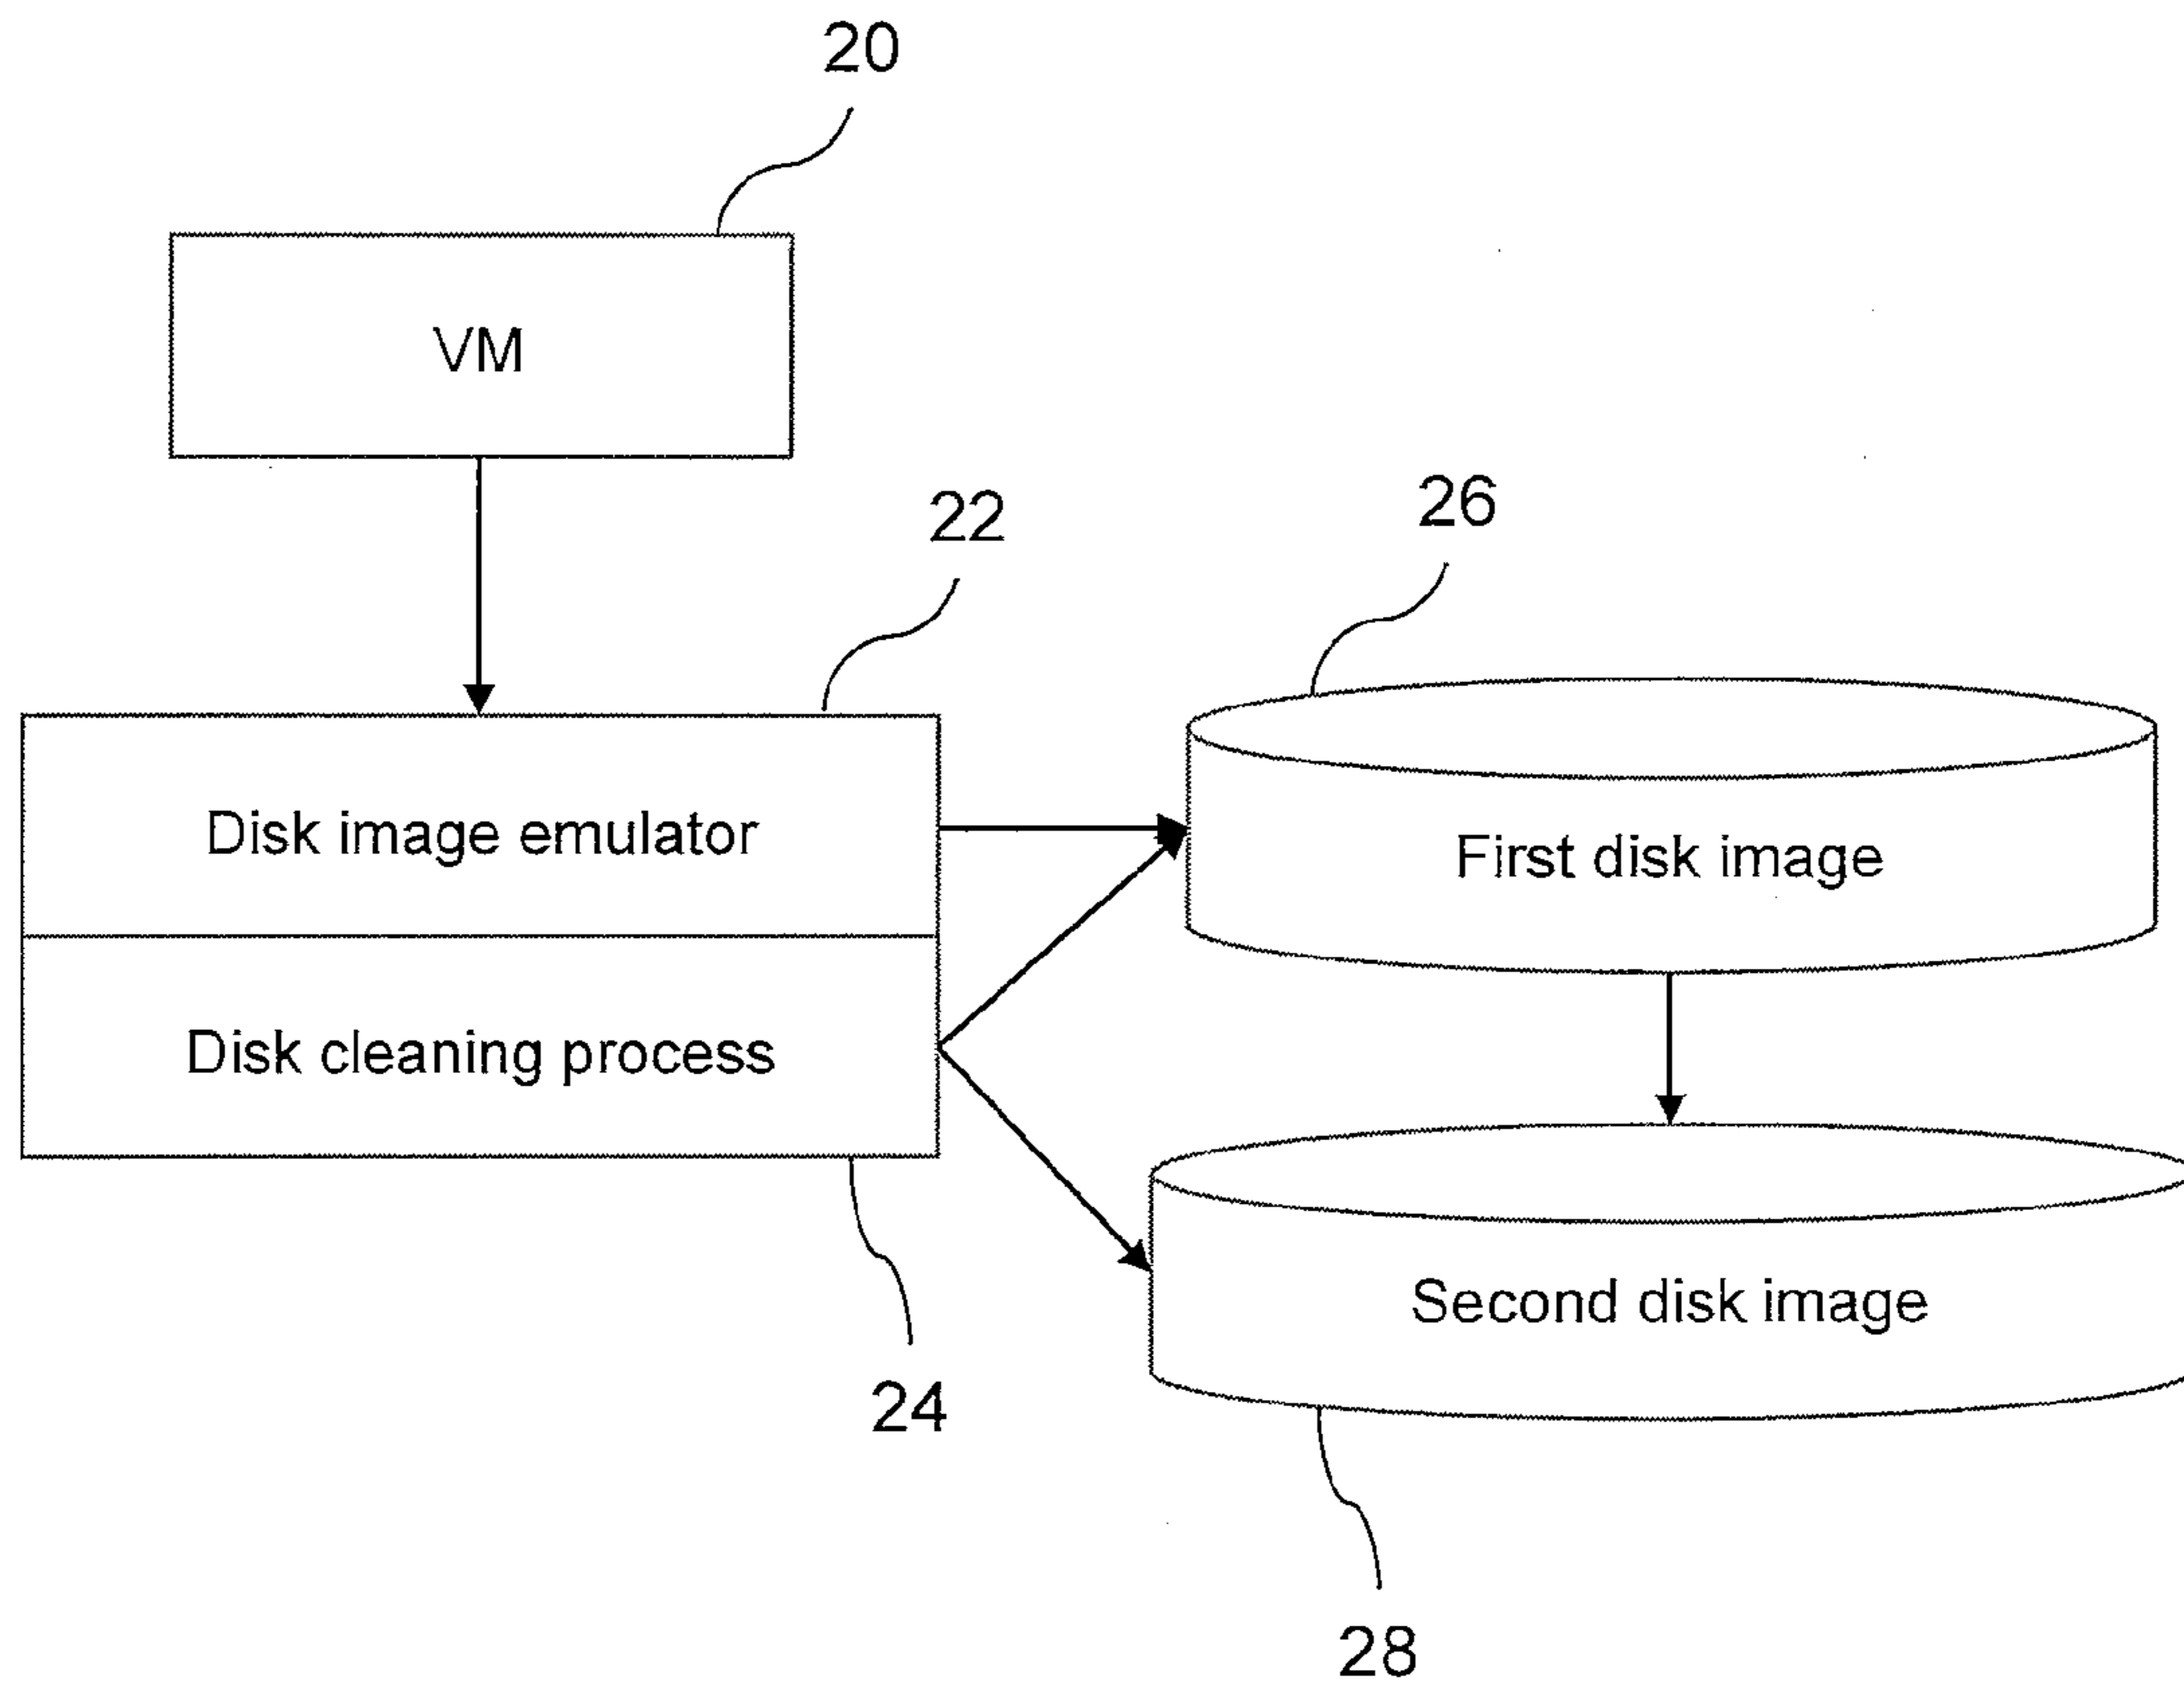 20
VM
22
26
Disk image emulator
First disk image
Disk cleaning process
Second disk image
24
28